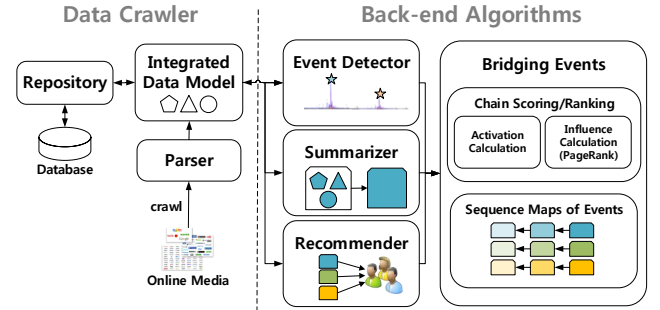 Data Crawler
Back-end Algorithms
Repository
Database
Integrated
Data Model
Parser
crawl
Online Media
Event Detector
Summarizer
Recommender
Bridging Events
Chain Scoring/Ranking
Activation
Calculation
Influence
Calculation
(PageRank)
Sequence Maps of Events